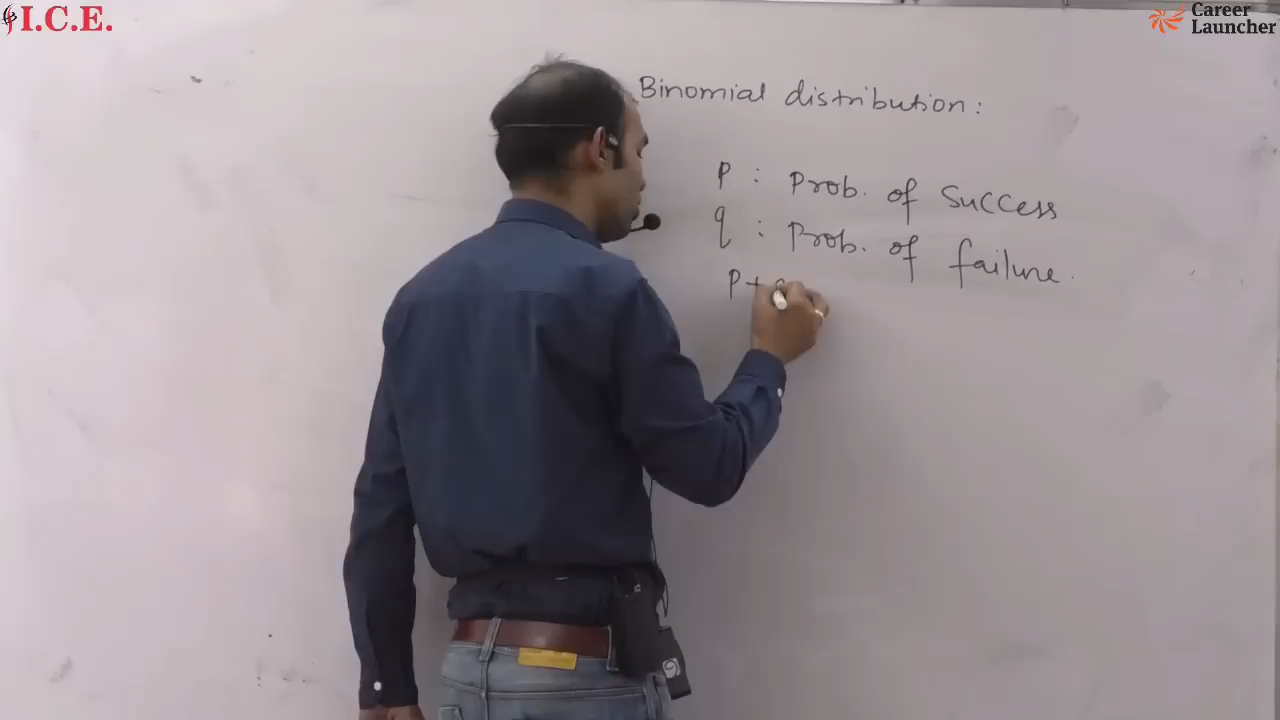 I.C.E.
Career
Launcher
Binomial distribution:
P : Prob. of Success
q : Prob. of failure.
P+